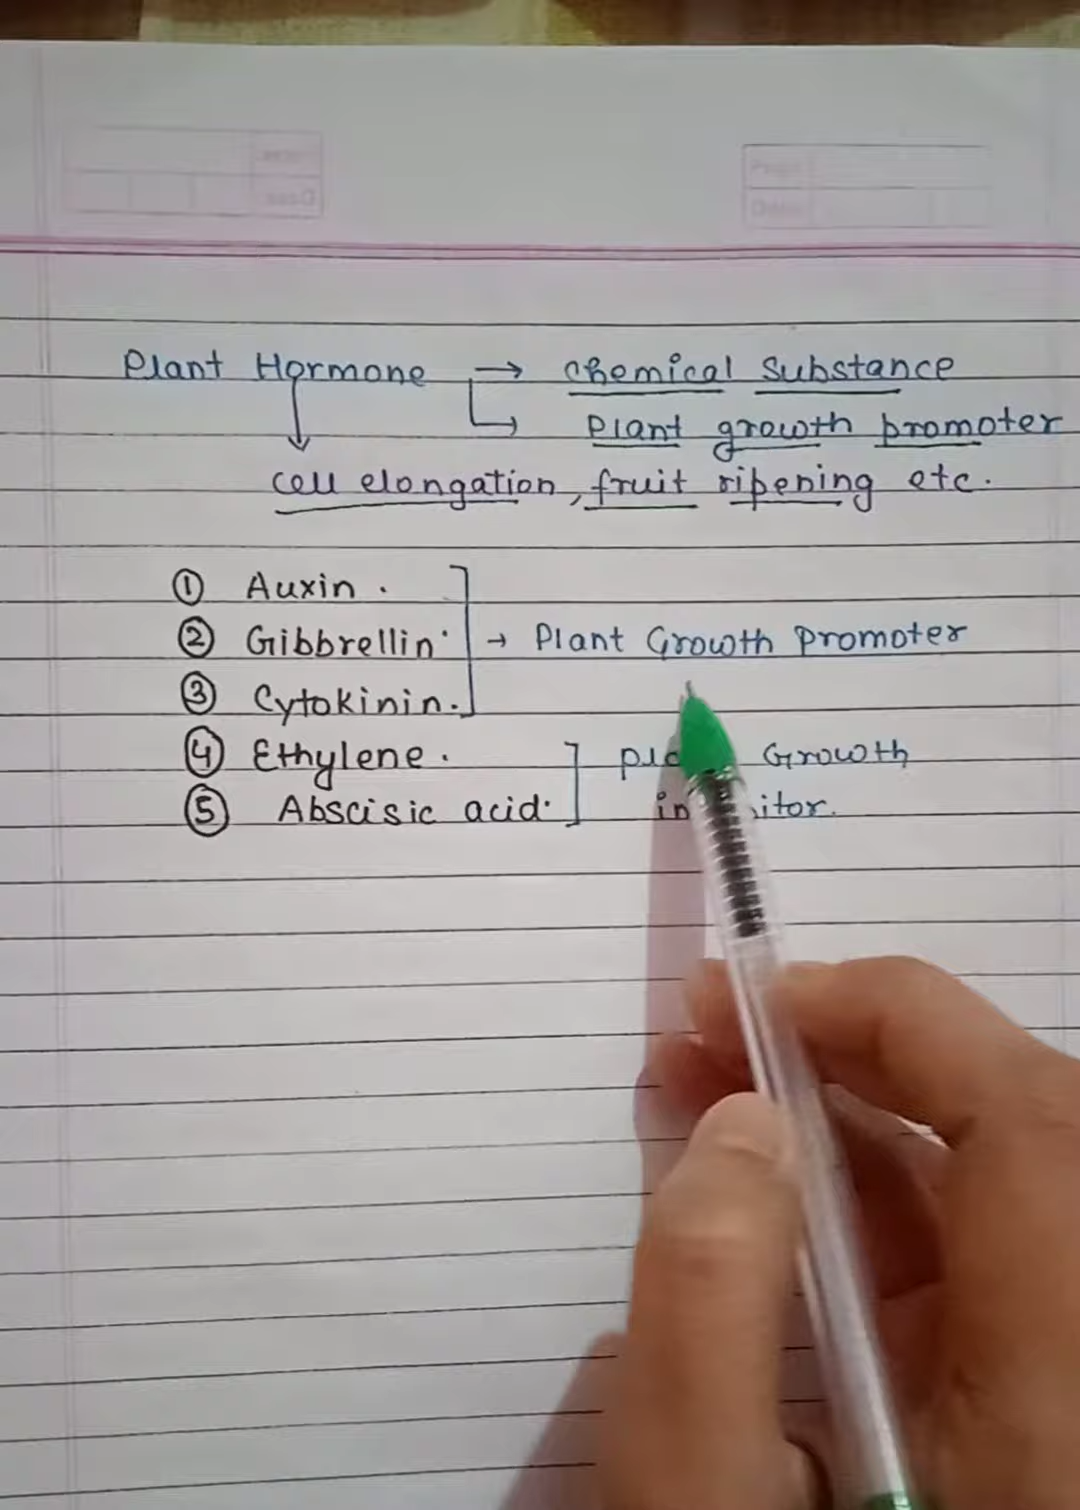 Plant Hormone → Chemical Substance
↳ Plant growth promoter
cell elongation, fruit ripening etc.
① Auxin.
② Gibbrellin → Plant Growth Promoter
③ Cytokinin.
④ Ethylene. Growth
⑤ Abscisic acid.